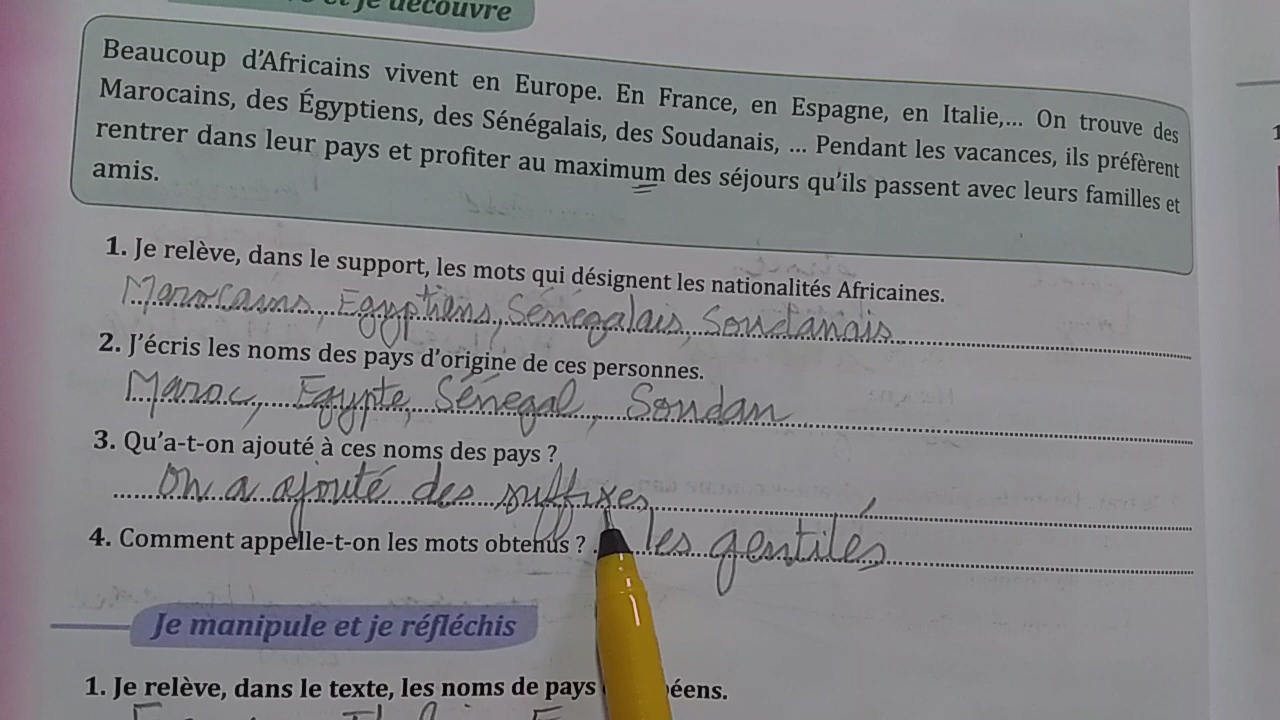 et je découvre
Beaucoup d'Africains vivent en Europe. En France, en Espagne, en Italie,... On trouve des
Marocains, des Égyptiens, des Sénégalais, des Soudanais, ... Pendant les vacances, ils préfèrent
rentrer dans leur pays et profiter au maximum des séjours qu'ils passent avec leurs familles et
amis.
1. Je relève, dans le support, les mots qui désignent les nationalités Africaines.
Marocains, Egyptiens, Sénégalais, Soudanais
2. J'écris les noms des pays d'origine de ces personnes.
Maroc, Egypte, Sénegal, Soudan
3. Qu'a-t-on ajouté à ces noms des pays ?
On a ajouté des suffixes
4. Comment appelle-t-on les mots obtenus ? les gentilés
Je manipule et je réfléchis
1. Je relève, dans le texte, les noms de pays